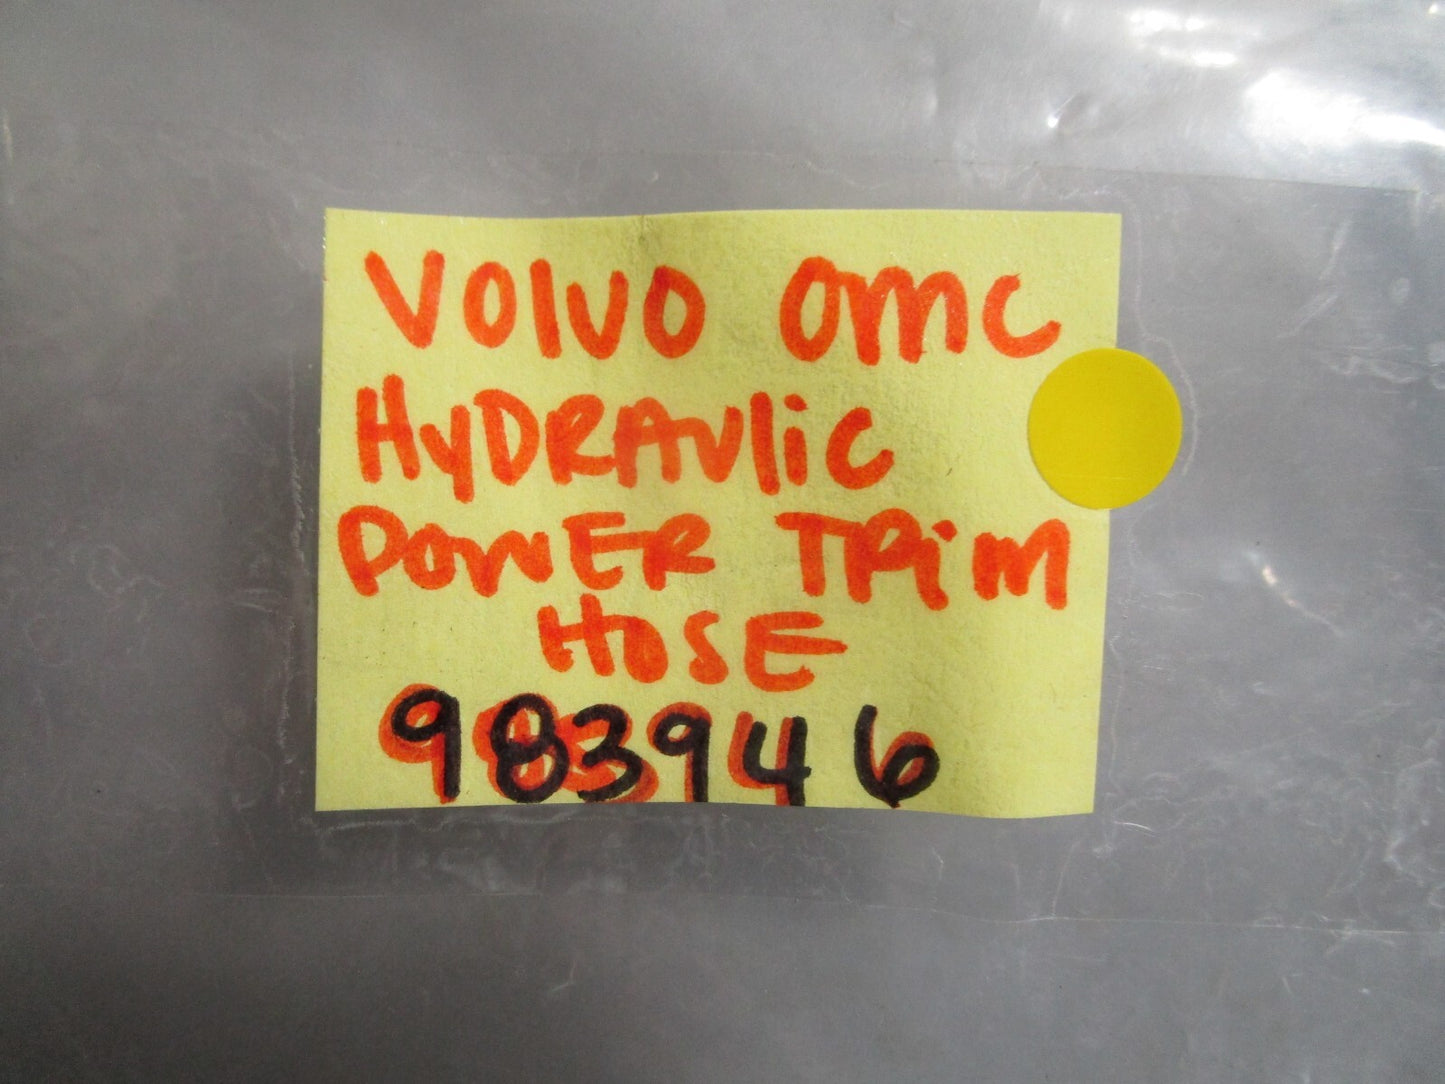 Volvo OMC
HyDRAulic
PowER TRiM
HOSE
983946